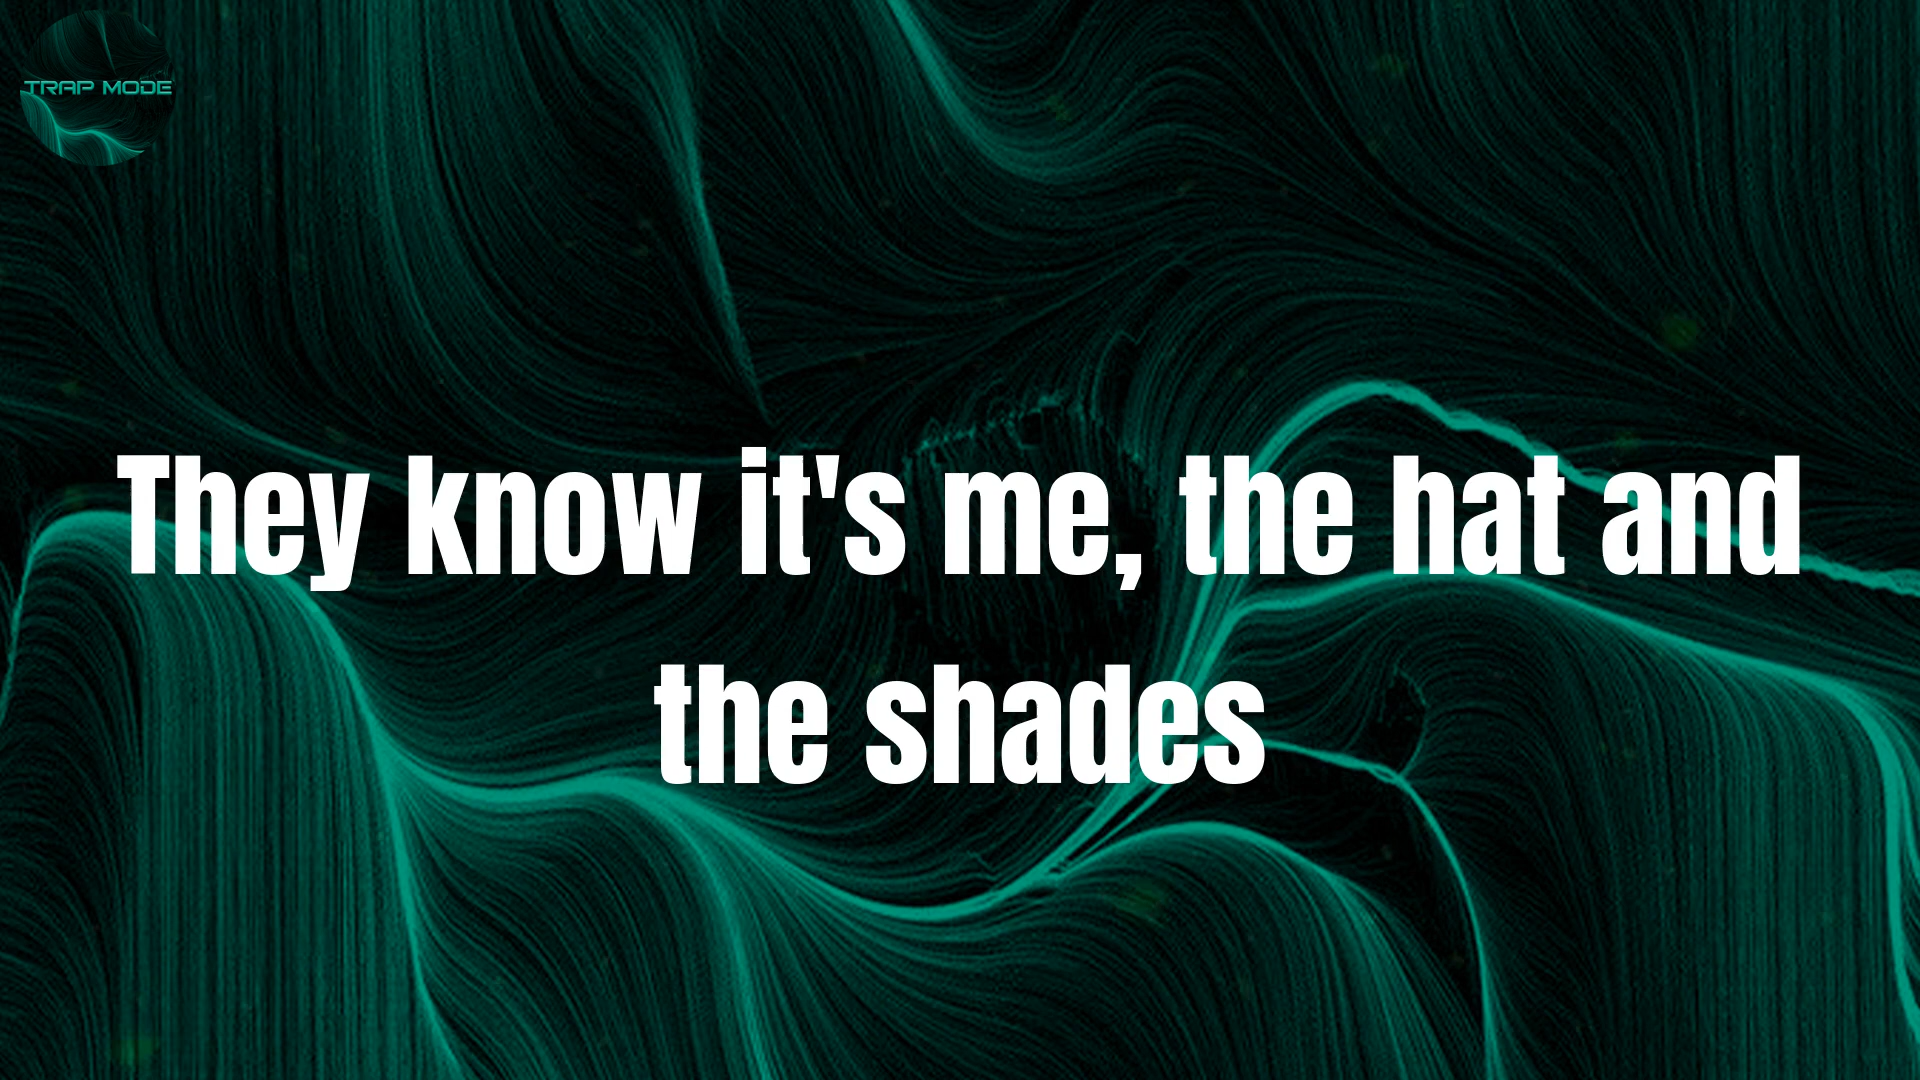 TRAP MODE
They know it's me, the hat and
the shades